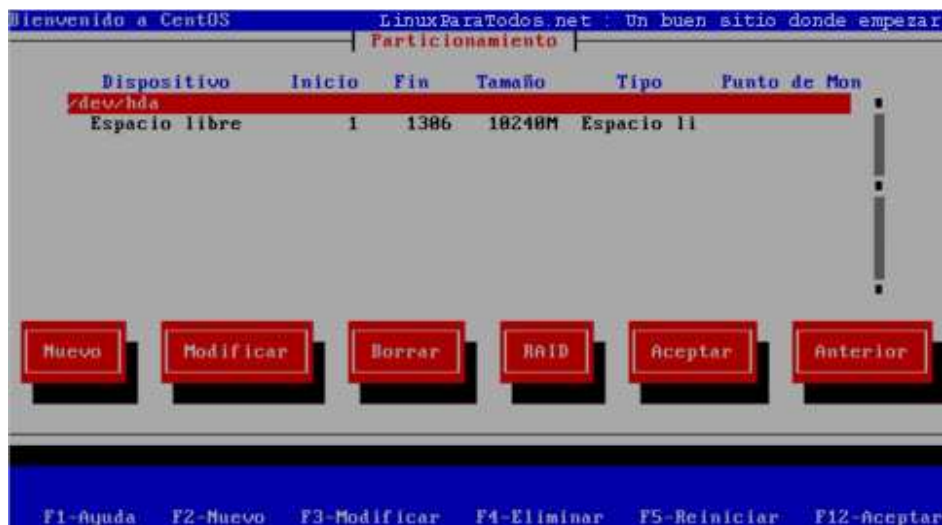 Bienvenido a CentOS LinuxParaTodos.net : Un buen sitio donde empezar
Particionamiento
Dispositivo Inicio Fin Tamaño Tipo Punto de Mon
/dev/hda
Espacio libre 1 1306 10240M Espacio li
Nuevo Modificar Borrar RAID Aceptar Anterior
F1-Ayuda F2-Nuevo F3-Modificar F4-Eliminar F5-Reiniciar F12-Aceptar